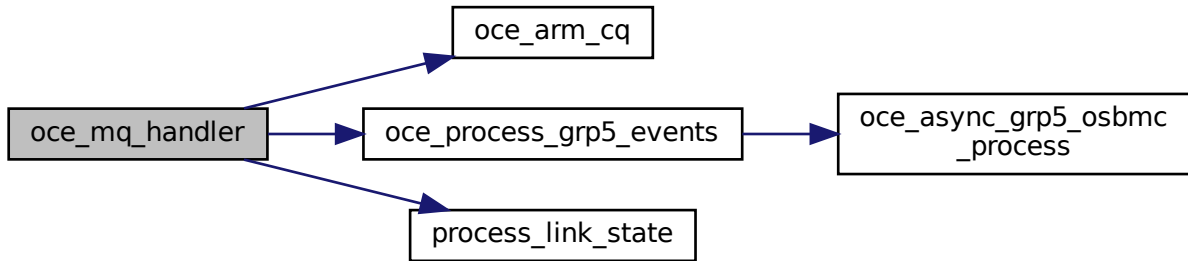 oce_arm_cq
oce_mq_handler
oce_process_grp5_events
oce_async_grp5_osbmc
_process
process_link_state